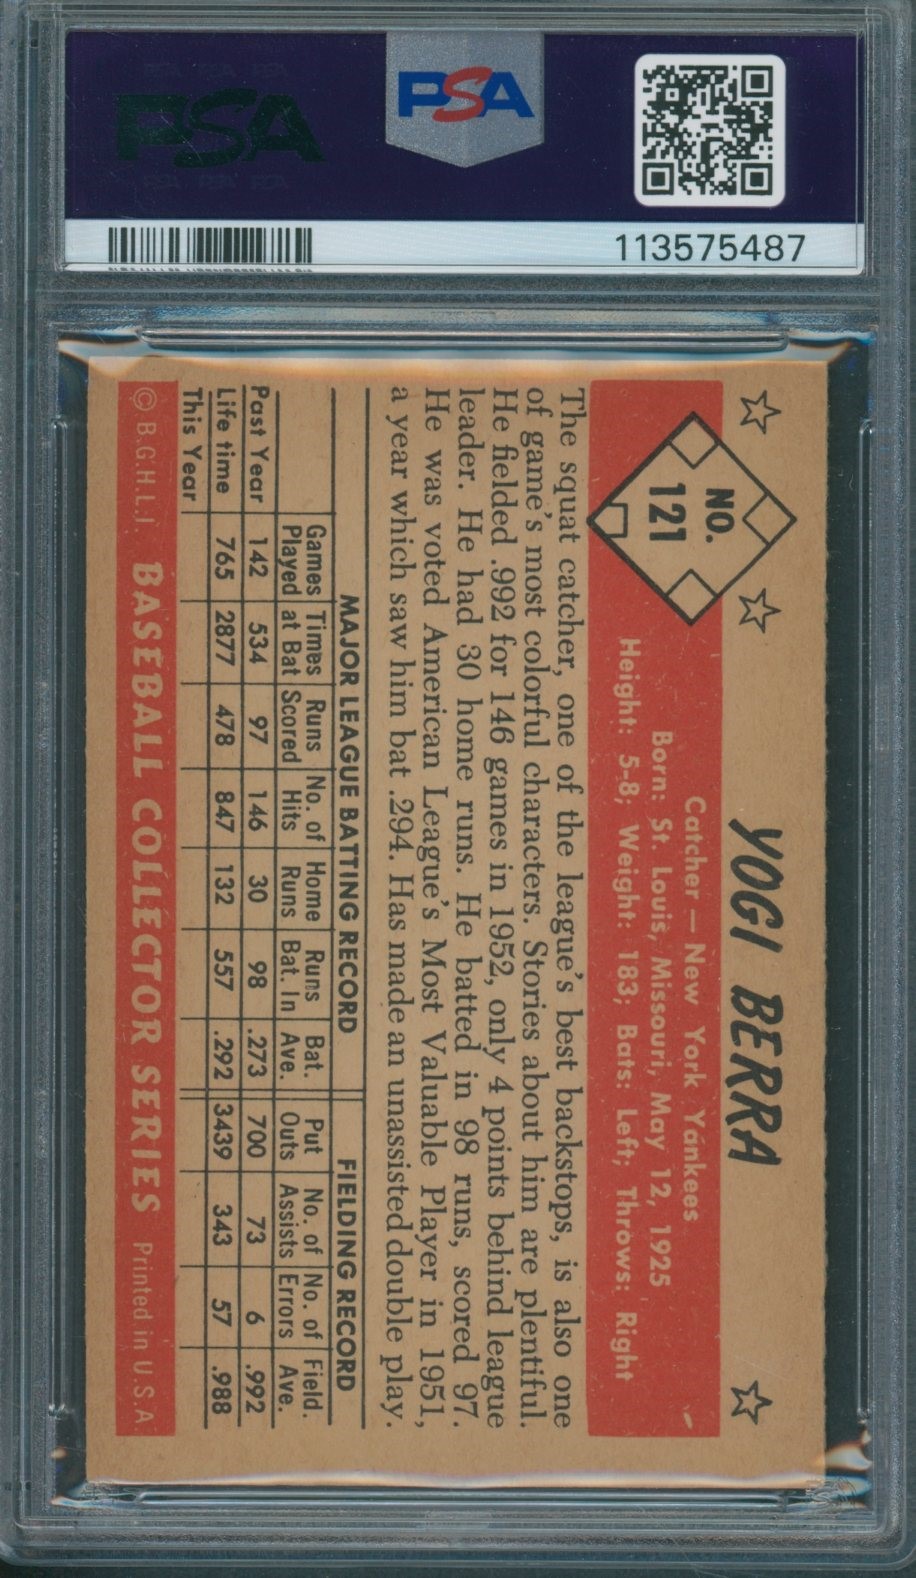 PSA
PSA
113575487
YOGI BERRA
NO.
121
Catcher — New York Yankees
Born: St. Louis, Missouri, May 12, 1925
Height: 5-8; Weight: 183; Bats: Left; Throws: Right
The squat catcher, one of the league's best backstops, is also one
of game's most colorful characters. Stories about him are plentiful.
He fielded .992 for 146 games in 1952, only 4 points behind league
leader. He had 30 home runs. He batted in 98 runs, scored 97.
He was voted American League's Most Valuable Player in 1951,
a year which saw him bat .294. Has made an unassisted double play.
MAJOR LEAGUE BATTING RECORD FIELDING RECORD
Games Times Runs No. of Home Runs Bat. Put No. of No. of Field.
Played at Bat Scored Hits Runs Bat. In Ave. Outs Assists Errors Ave.
Past Year 142 534 97 146 30 98 .273 700 73 6 .992
Life time 765 2877 478 847 132 557 .292 3439 343 57 .988
This Year
© B.G.H.L.I. BASEBALL COLLECTOR SERIES Printed in U.S.A.